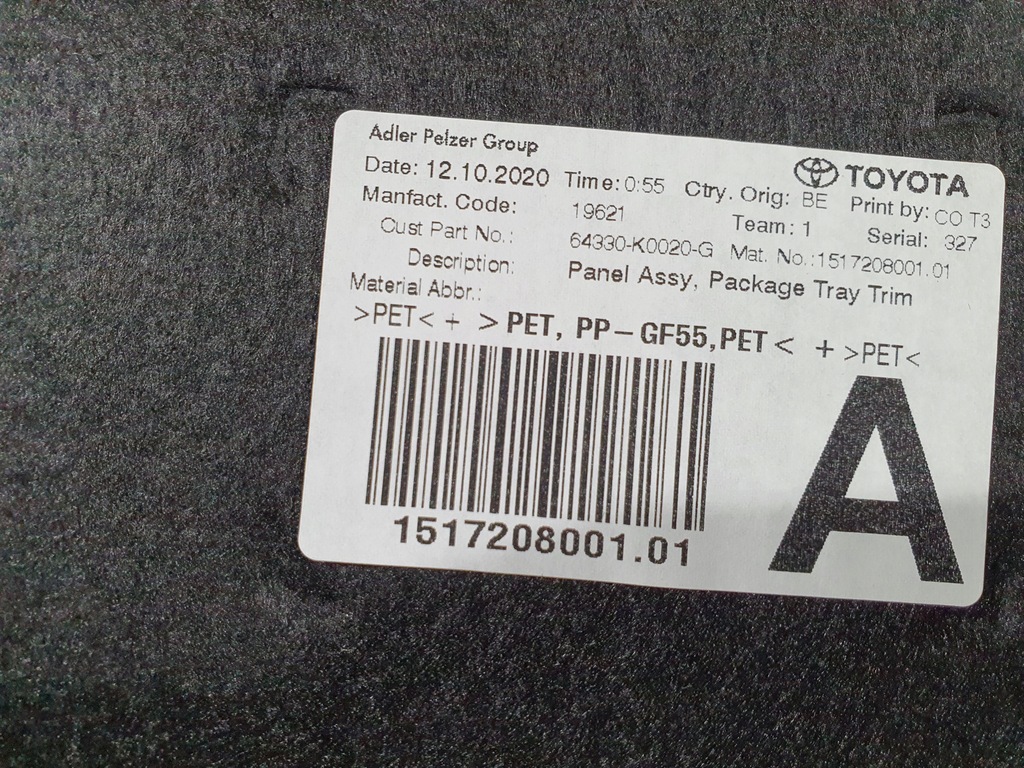 Adler Pelzer Group
TOYOTA
Date: 12.10.2020 Time: 0:55 Ctry. Orig: BE Print by: CO T3
Manfact. Code: 19621 Team: 1 Serial: 327
Cust Part No.: 64330-K0020-G Mat. No.:1517208001.01
Description: Panel Assy, Package Tray Trim
Material Abbr.:
>PET< + >PET, PP-GF55,PET< + >PET<
1517208001.01
A